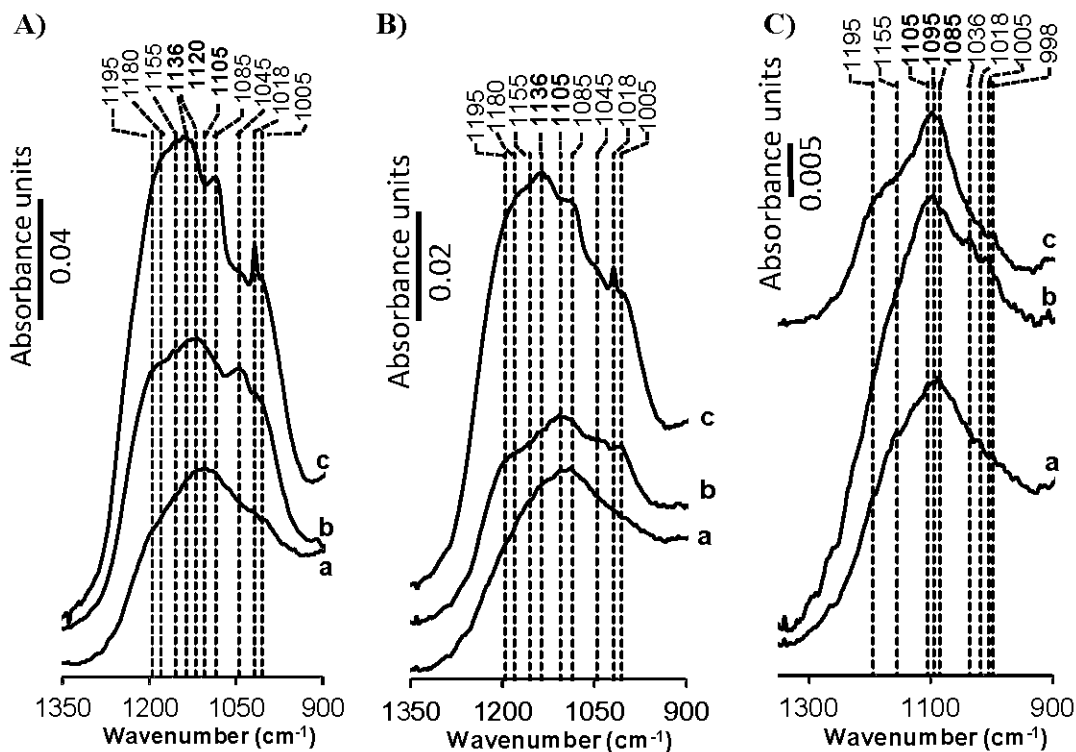 A)
1195
1180
1155
1136
1120
1105
1085
1045
1018
1005
Absorbance units
0.04
c
b
a
1350 1200 1050 900
Wavenumber (cm⁻¹)
B)
1195
1180
1155
1136
1105
1085
1045
1018
1005
Absorbance units
0.02
c
b
a
1350 1200 1050 900
Wavenumber (cm⁻¹)
C)
1195
1155
1105
1095
1085
1036
1018
1005
998
Absorbance units
0.005
c
b
a
1300 1100 900
Wavenumber (cm⁻¹)